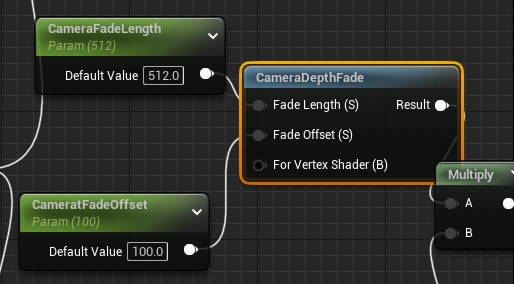 CameraFadeLength
Param (512)
Default Value 512.0
CameraDepthFade
Fade Length (S) Result
Fade Offset (S)
For Vertex Shader (B)
Multiply
A
B
CameratFadeOffset
Param (100)
Default Value 100.0